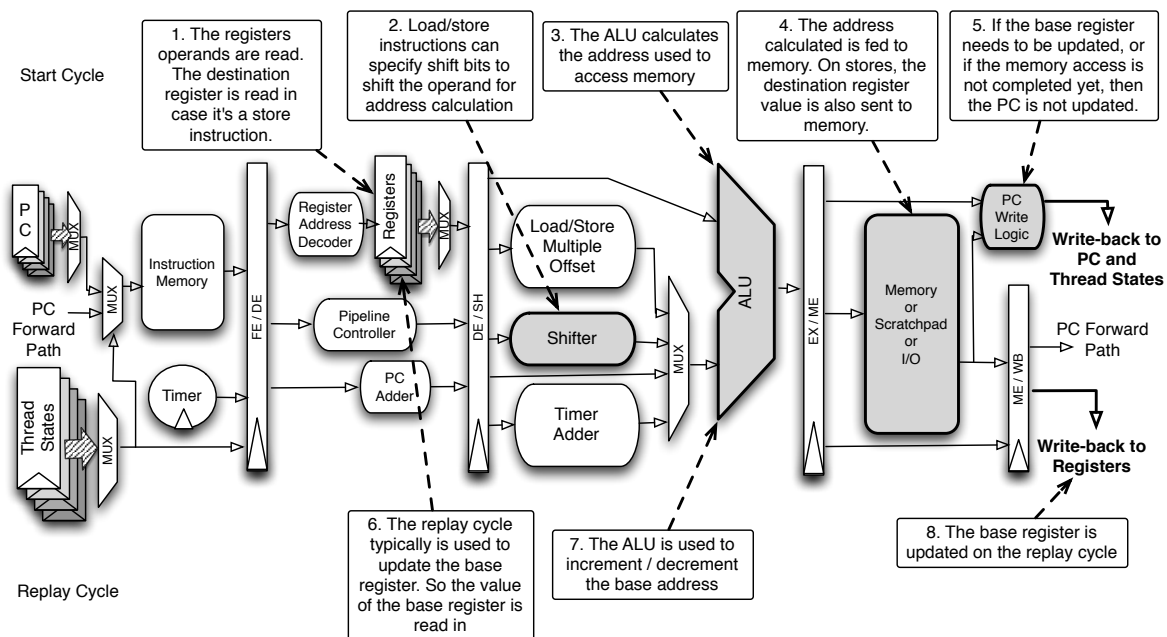 1. The registers
operands are read.
The destination
register is read in
case it's a store
instruction.
2. Load/store
instructions can
specify shift bits to
shift the operand for
address calculation
3. The ALU calculates
the address used to
access memory
4. The address
calculated is fed to
memory. On stores, the
destination register
value is also sent to
memory.
5. If the base register
needs to be updated, or
if the memory access is
not completed yet, then
the PC is not updated.
Start Cycle
P
C
MUX
PC
Forward
Path
MUX
Instruction
Memory
Thread
States
MUX
Timer
FE / DE
Register
Address
Decoder
Registers
MUX
Pipeline
Controller
PC
Adder
DE / SH
Load/Store
Multiple
Offset
Shifter
Timer
Adder
MUX
ALU
EX / ME
Memory
or
Scratchpad
or
I/O
PC
Write
Logic
Write-back to
PC and
Thread States
ME / WB
PC Forward
Path
Write-back to
Registers
Replay Cycle
6. The replay cycle
typically is used to
update the base
register. So the value
of the base register is
read in
7. The ALU is used to
increment / decrement
the base address
8. The base register is
updated on the replay cycle